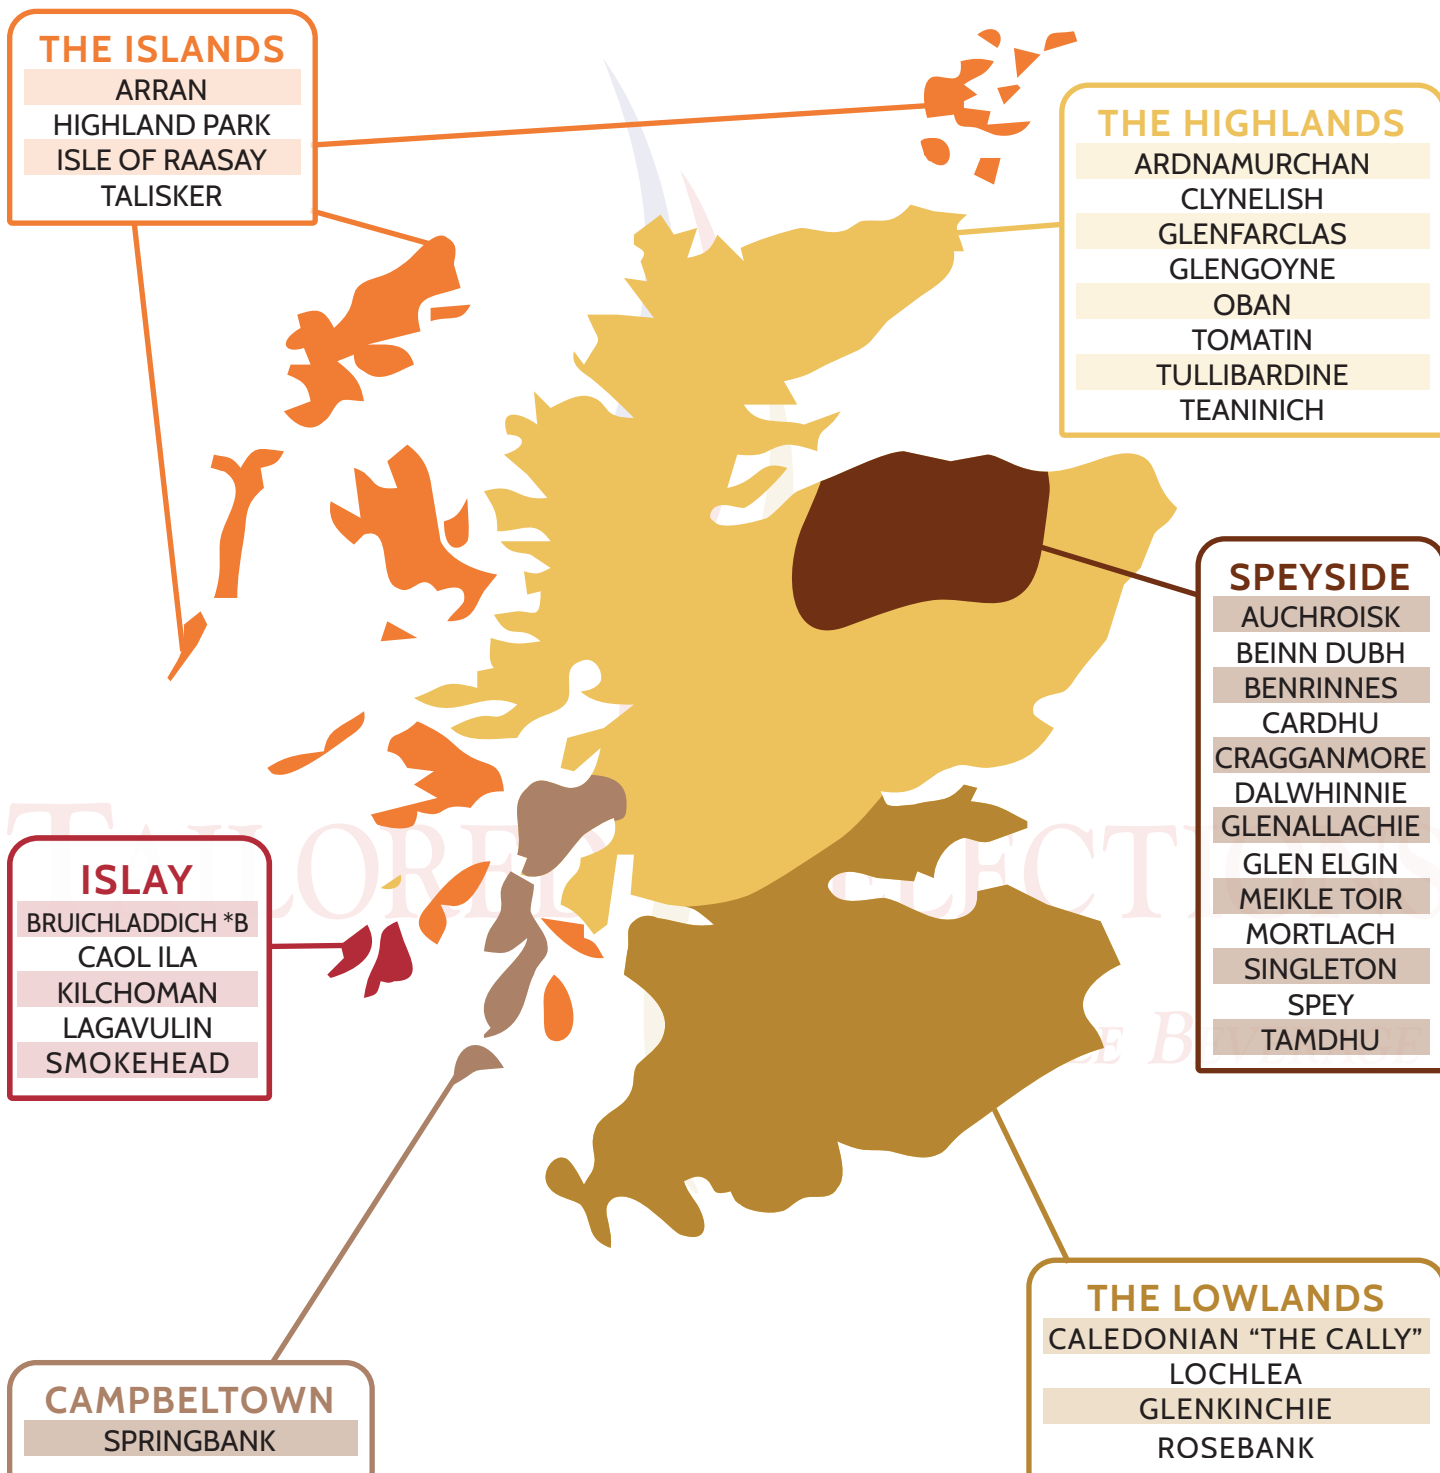 THE ISLANDS
ARRAN
HIGHLAND PARK
ISLE OF RAASAY
TALISKER
THE HIGHLANDS
ARDNAMURCHAN
CLYNELISH
GLENFARCLAS
GLENGOYNE
OBAN
TOMATIN
TULLIBARDINE
TEANINICH
SPEYSIDE
AUCHROISK
BEINN DUBH
BENRINNES
CARDHU
CRAGGANMORE
DALWHINNIE
GLENALLACHIE
GLEN ELGIN
MEIKLE TOIR
MORTLACH
SINGLETON
SPEY
TAMDHU
ISLAY
BRUICHLADDICH *B
CAOL ILA
KILCHOMAN
LAGAVULIN
SMOKEHEAD
CAMPBELTOWN
SPRINGBANK
THE LOWLANDS
CALEDONIAN “THE CALLY”
LOCHLEA
GLENKINCHIE
ROSEBANK